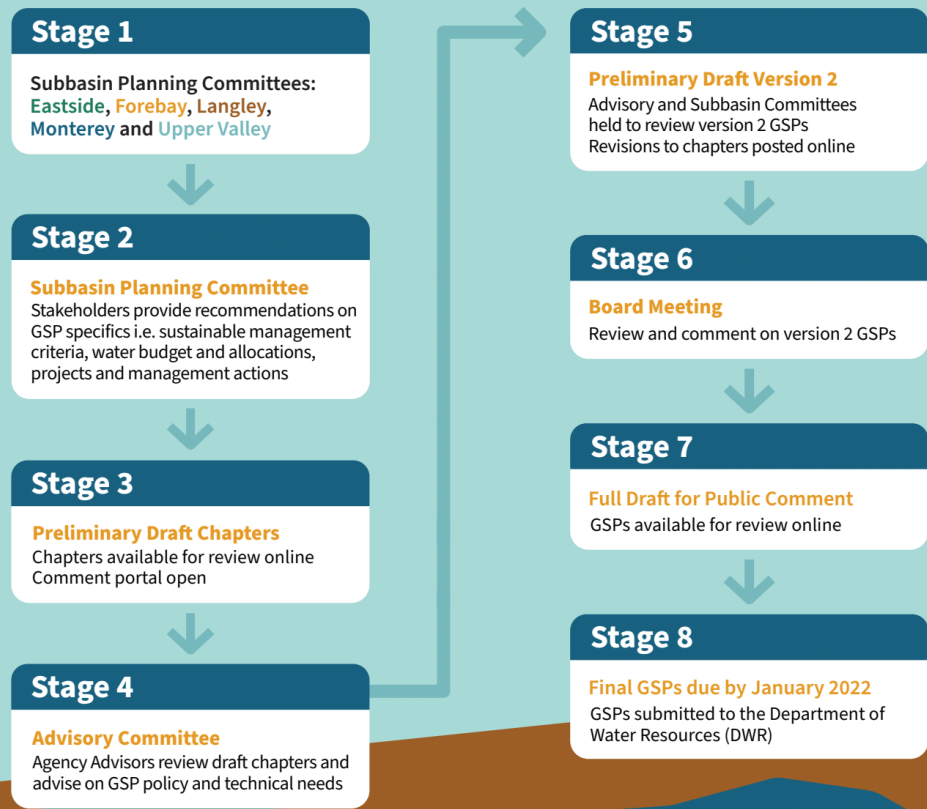 Stage 1
Subbasin Planning Committees:
Eastside, Forebay, Langley,
Monterey and Upper Valley
Stage 2
Subbasin Planning Committee
Stakeholders provide recommendations on
GSP specifics i.e. sustainable management
criteria, water budget and allocations,
projects and management actions
Stage 3
Preliminary Draft Chapters
Chapters available for review online
Comment portal open
Stage 4
Advisory Committee
Agency Advisors review draft chapters and
advise on GSP policy and technical needs
Stage 5
Preliminary Draft Version 2
Advisory and Subbasin Committees
held to review version 2 GSPs
Revisions to chapters posted online
Stage 6
Board Meeting
Review and comment on version 2 GSPs
Stage 7
Full Draft for Public Comment
GSPs available for review online
Stage 8
Final GSPs due by January 2022
GSPs submitted to the Department of
Water Resources (DWR)